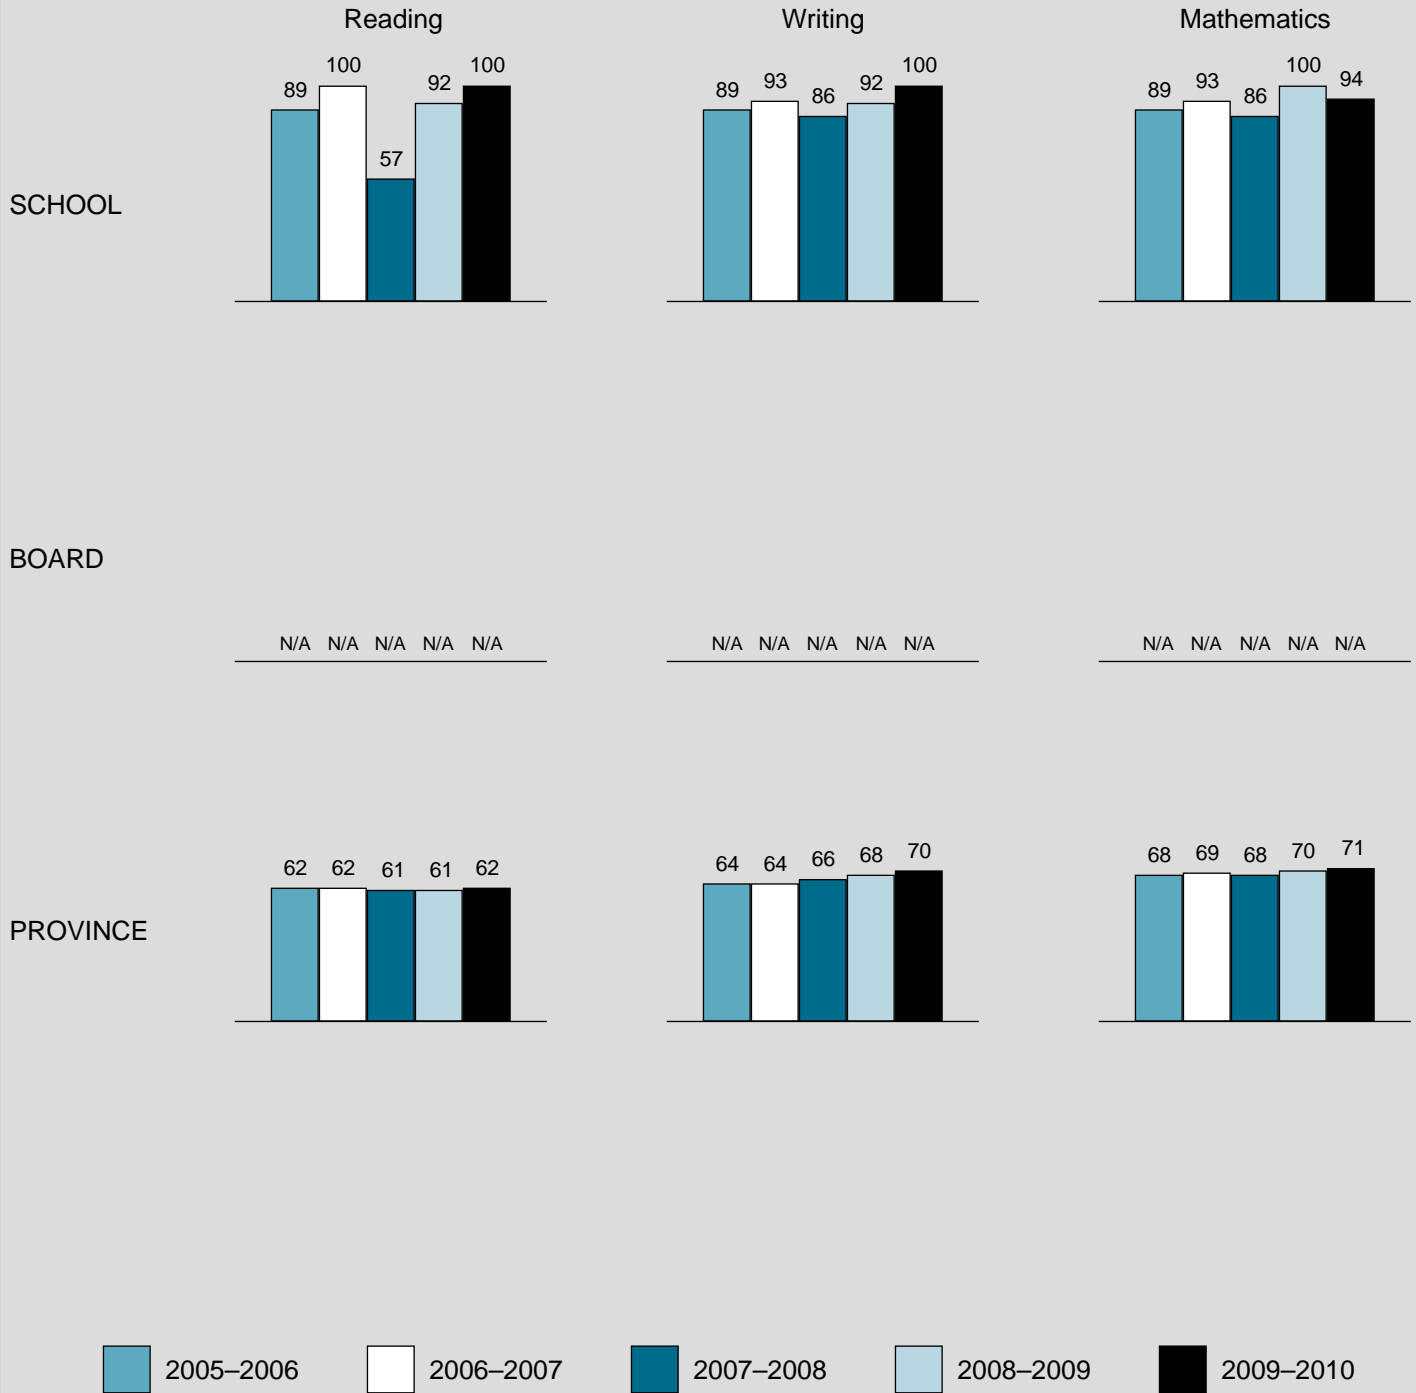 Reading Writing Mathematics
SCHOOL
89 100 57 92 100
89 93 86 92 100
89 93 86 100 94
BOARD
N/A N/A N/A N/A N/A
N/A N/A N/A N/A N/A
N/A N/A N/A N/A N/A
PROVINCE
62 62 61 61 62
64 64 66 68 70
68 69 68 70 71
2005–2006 2006–2007 2007–2008 2008–2009 2009–2010